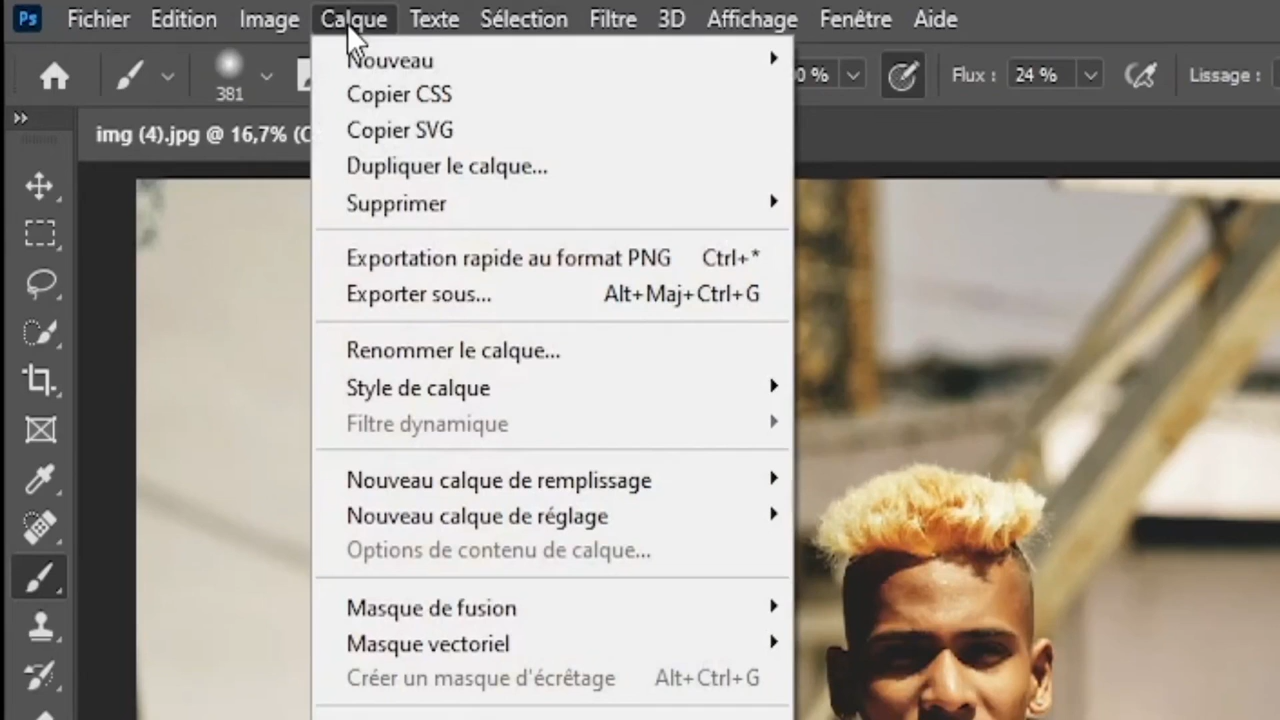 Ps Fichier Edition Image Calque Texte Sélection Filtre 3D Affichage Fenêtre Aide
381 0 % Flux : 24 % Lissage :
img (4).jpg @ 16,7% (C
Nouveau
Copier CSS
Copier SVG
Dupliquer le calque...
Supprimer
Exportation rapide au format PNG Ctrl+*
Exporter sous... Alt+Maj+Ctrl+G
Renommer le calque...
Style de calque
Filtre dynamique
Nouveau calque de remplissage
Nouveau calque de réglage
Options de contenu de calque...
Masque de fusion
Masque vectoriel
Créer un masque d'écrêtage Alt+Ctrl+G